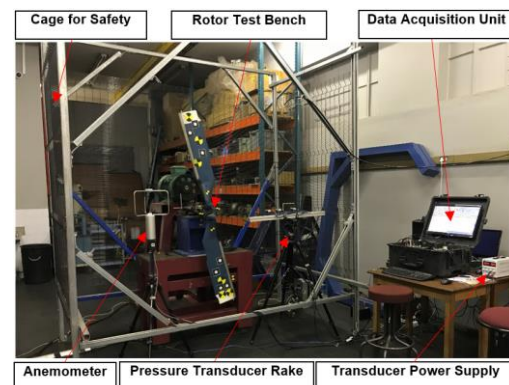 Cage for Safety
Rotor Test Bench
Data Acquisition Unit
Anemometer
Pressure Transducer Rake
Transducer Power Supply